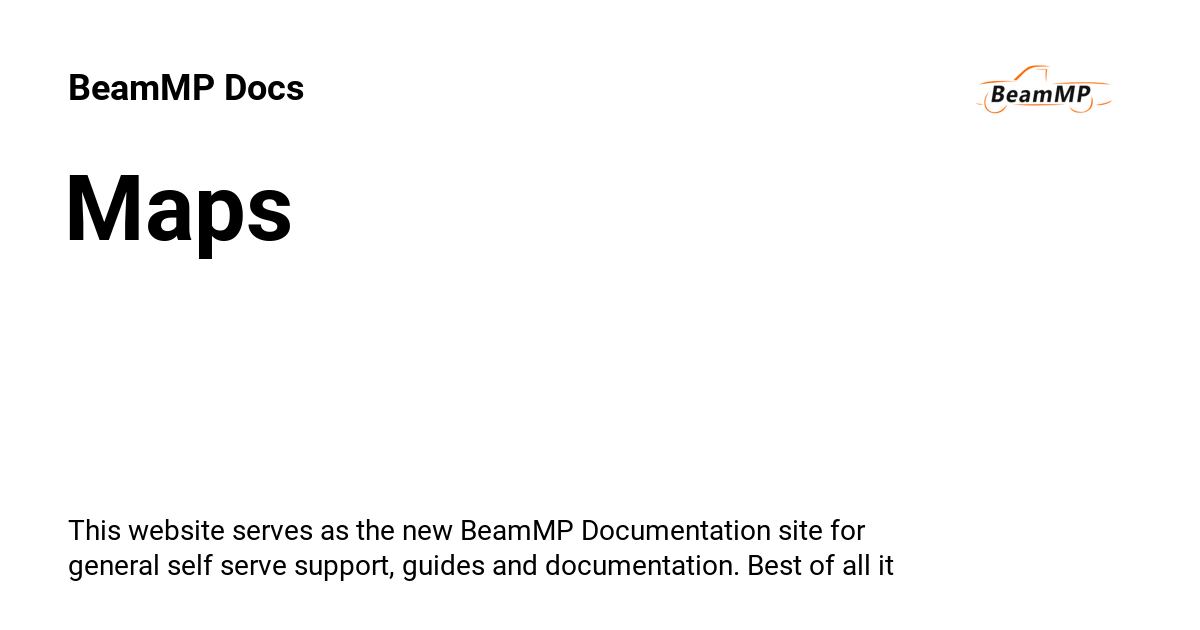 BeamMP Docs
BeamMP
Maps
This website serves as the new BeamMP Documentation site for
general self serve support, guides and documentation. Best of all it